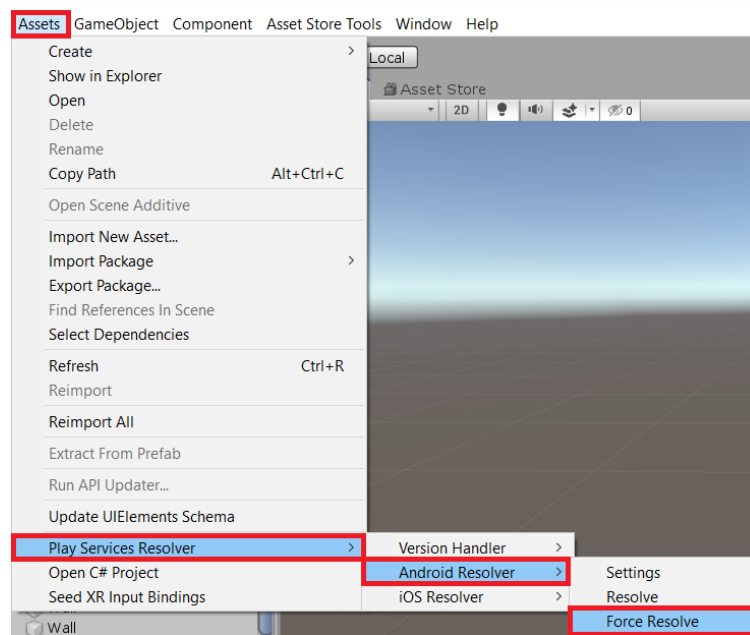 Assets GameObject Component Asset Store Tools Window Help
Create >
Local
Show in Explorer
Asset Store
Open
2D 0
Delete
Rename
Copy Path Alt+Ctrl+C
Open Scene Additive
Import New Asset...
Import Package >
Export Package...
Find References In Scene
Select Dependencies
Refresh Ctrl+R
Reimport
Reimport All
Extract From Prefab
Run API Updater...
Update UIElements Schema
Play Services Resolver >
Version Handler >
Open C# Project
Android Resolver >
Settings
Seed XR Input Bindings
iOS Resolver >
Resolve
Force Resolve
Wall